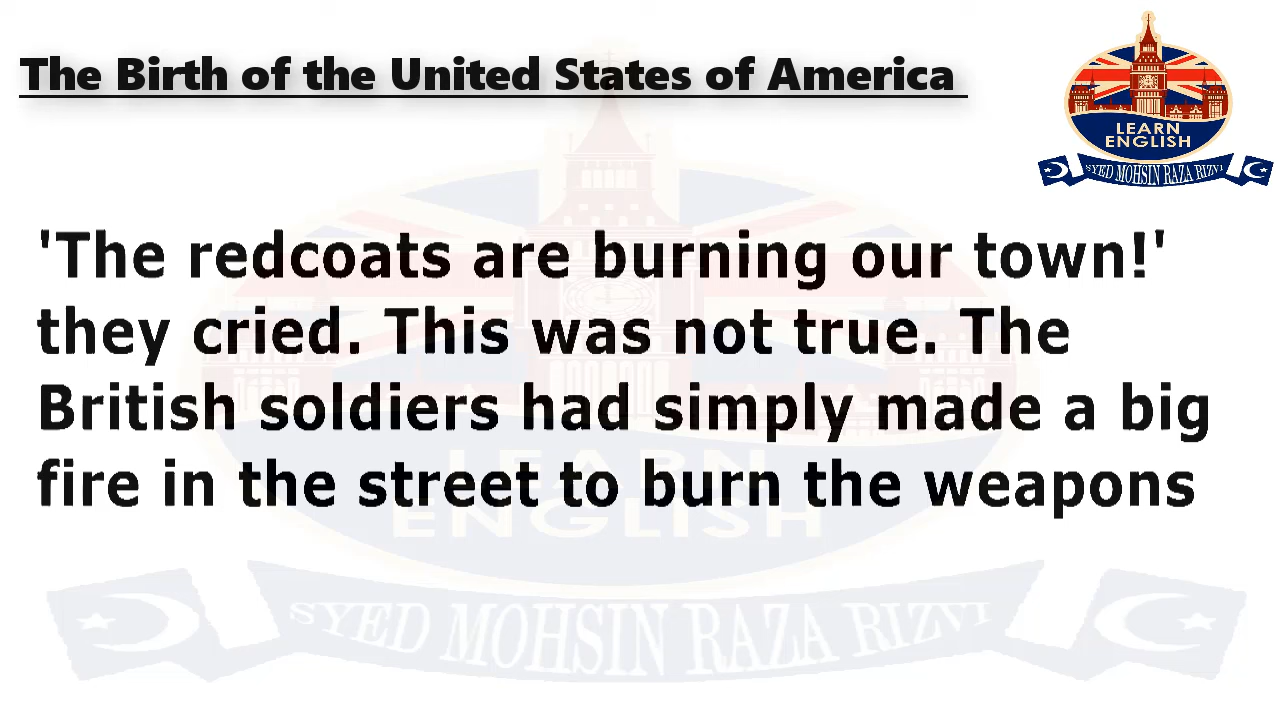 The Birth of the United States of America
LEARN
ENGLISH
SYED MOHSIN RAZA RIZVI
'The redcoats are burning our town!'
they cried. This was not true. The
British soldiers had simply made a big
fire in the street to burn the weapons
LEARN
ENGLISH
SYED MOHSIN RAZA RIZVI